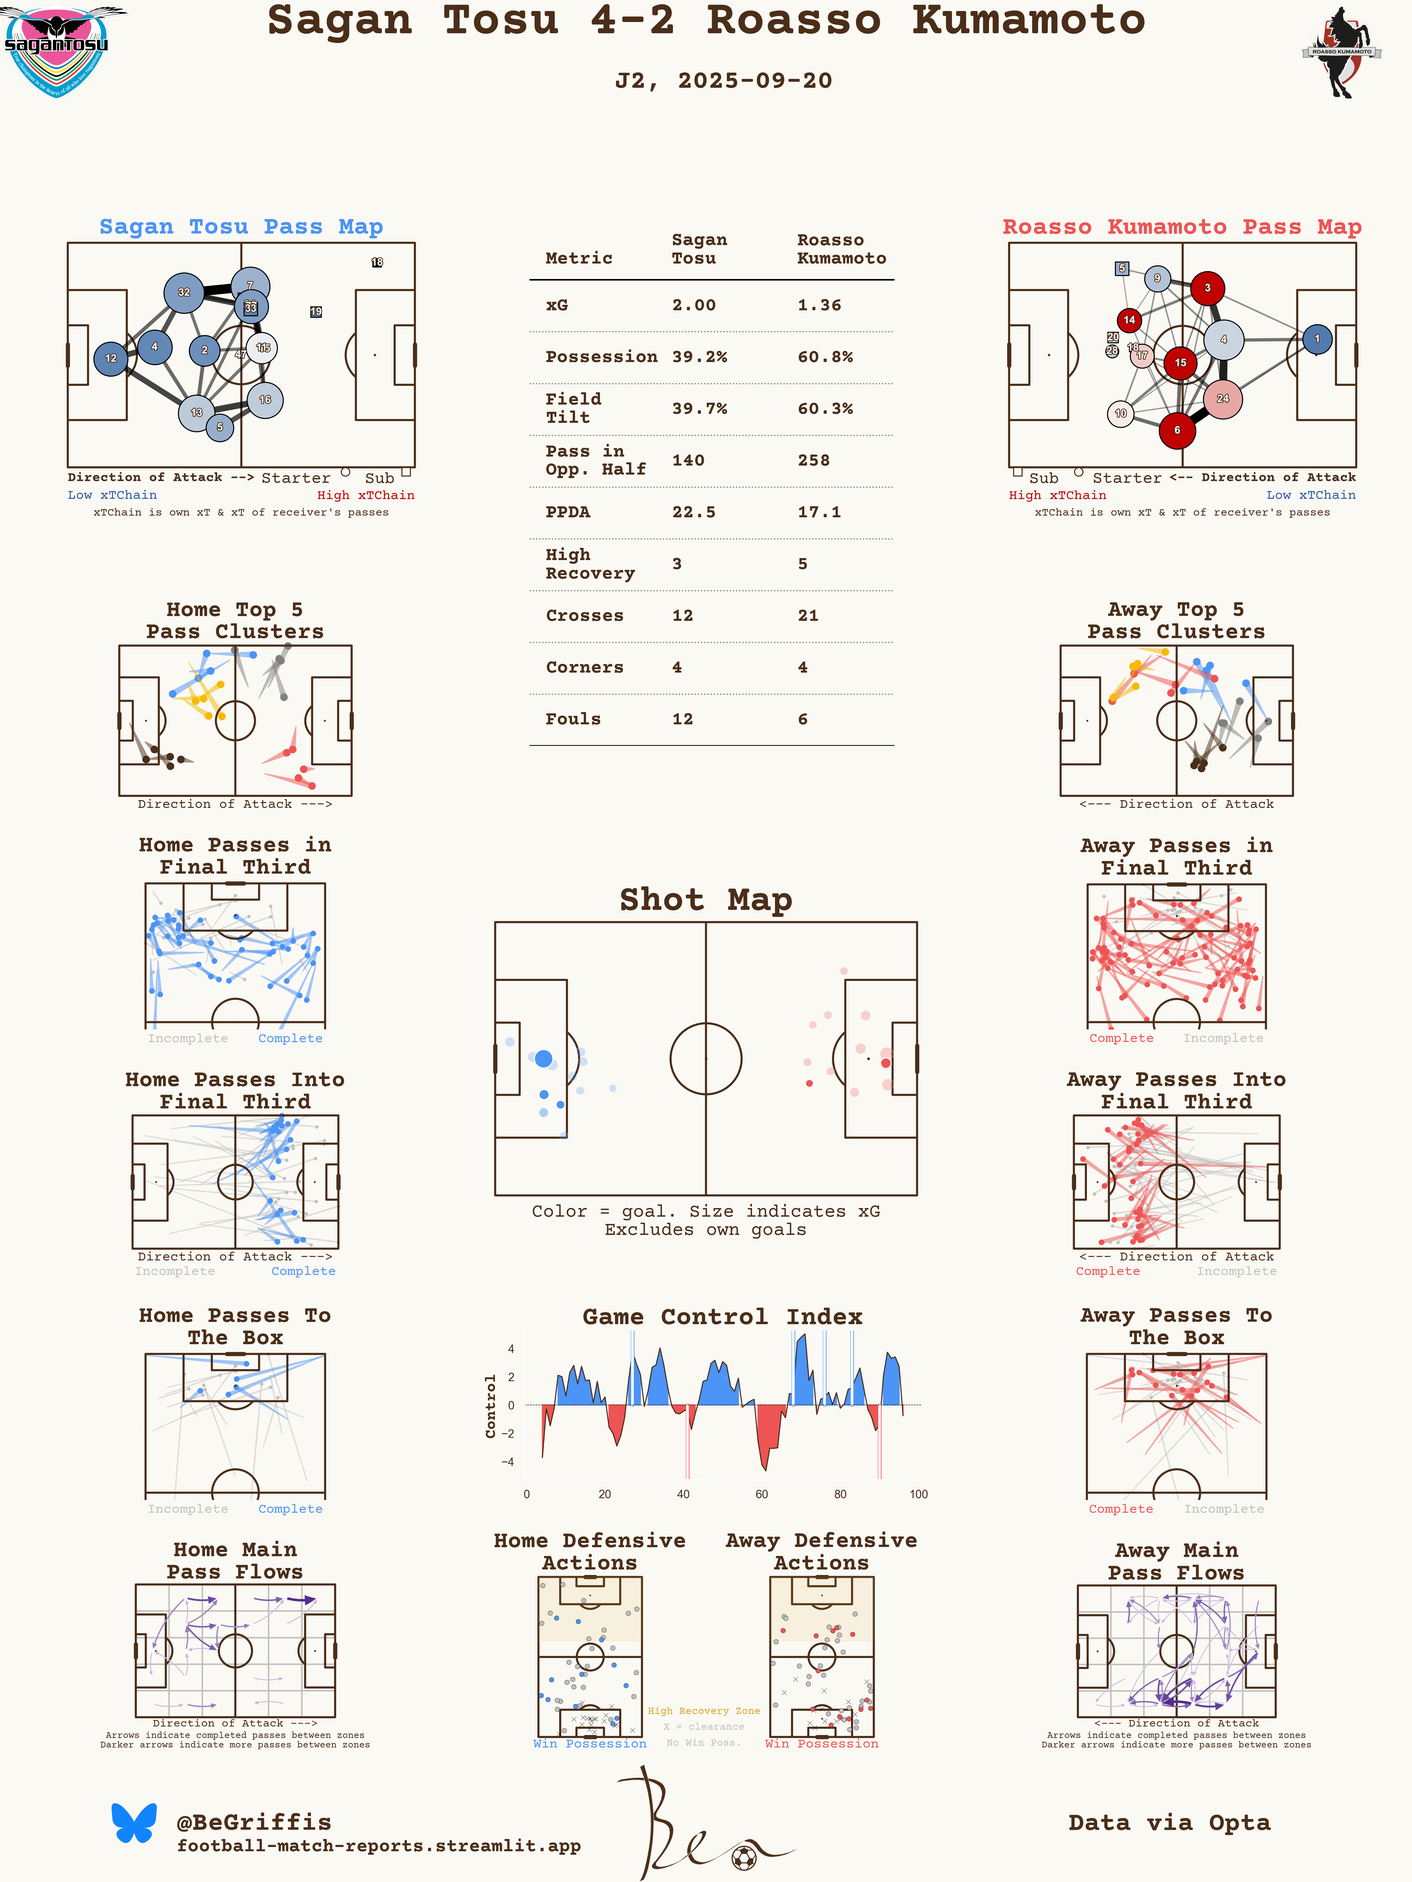 Sagan Tosu 4-2 Roasso Kumamoto
J2, 2025-09-20
saganTosu
ROASSO KUMAMOTO
Sagan Tosu Pass Map
18
7
32
33
19
4
12
2
47
15
16
13
5
Direction of Attack --> Starter Sub
Low xTChain High xTChain
xTChain is own xT & xT of receiver's passes
Metric Sagan Tosu Roasso Kumamoto
xG 2.00 1.36
Possession 39.2% 60.8%
Field Tilt 39.7% 60.3%
Pass in Opp. Half 140 258
PPDA 22.5 17.1
High Recovery 3 5
Crosses 12 21
Corners 4 4
Fouls 12 6
Roasso Kumamoto Pass Map
5
9
3
14
20
28
18
17
4
1
15
24
10
6
Sub Starter <-- Direction of Attack
High xTChain Low xTChain
xTChain is own xT & xT of receiver's passes
Home Top 5
Pass Clusters
Direction of Attack --->
Away Top 5
Pass Clusters
<--- Direction of Attack
Home Passes in
Final Third
Incomplete Complete
Away Passes in
Final Third
Complete Incomplete
Shot Map
Color = goal. Size indicates xG
Excludes own goals
Home Passes Into
Final Third
Direction of Attack --->
Incomplete Complete
Away Passes Into
Final Third
<--- Direction of Attack
Complete Incomplete
Home Passes To
The Box
Incomplete Complete
Game Control Index
Control
4
2
0
−2
−4
0 20 40 60 80 100
Away Passes To
The Box
Complete Incomplete
Home Main
Pass Flows
Direction of Attack --->
Arrows indicate completed passes between zones
Darker arrows indicate more passes between zones
Home Defensive
Actions
Win Possession
High Recovery Zone
X = clearance
No Win Poss.
Away Defensive
Actions
Win Possession
Away Main
Pass Flows
<--- Direction of Attack
Arrows indicate completed passes between zones
Darker arrows indicate more passes between zones
@BeGriffis
football-match-reports.streamlit.app
Ben
Data via Opta